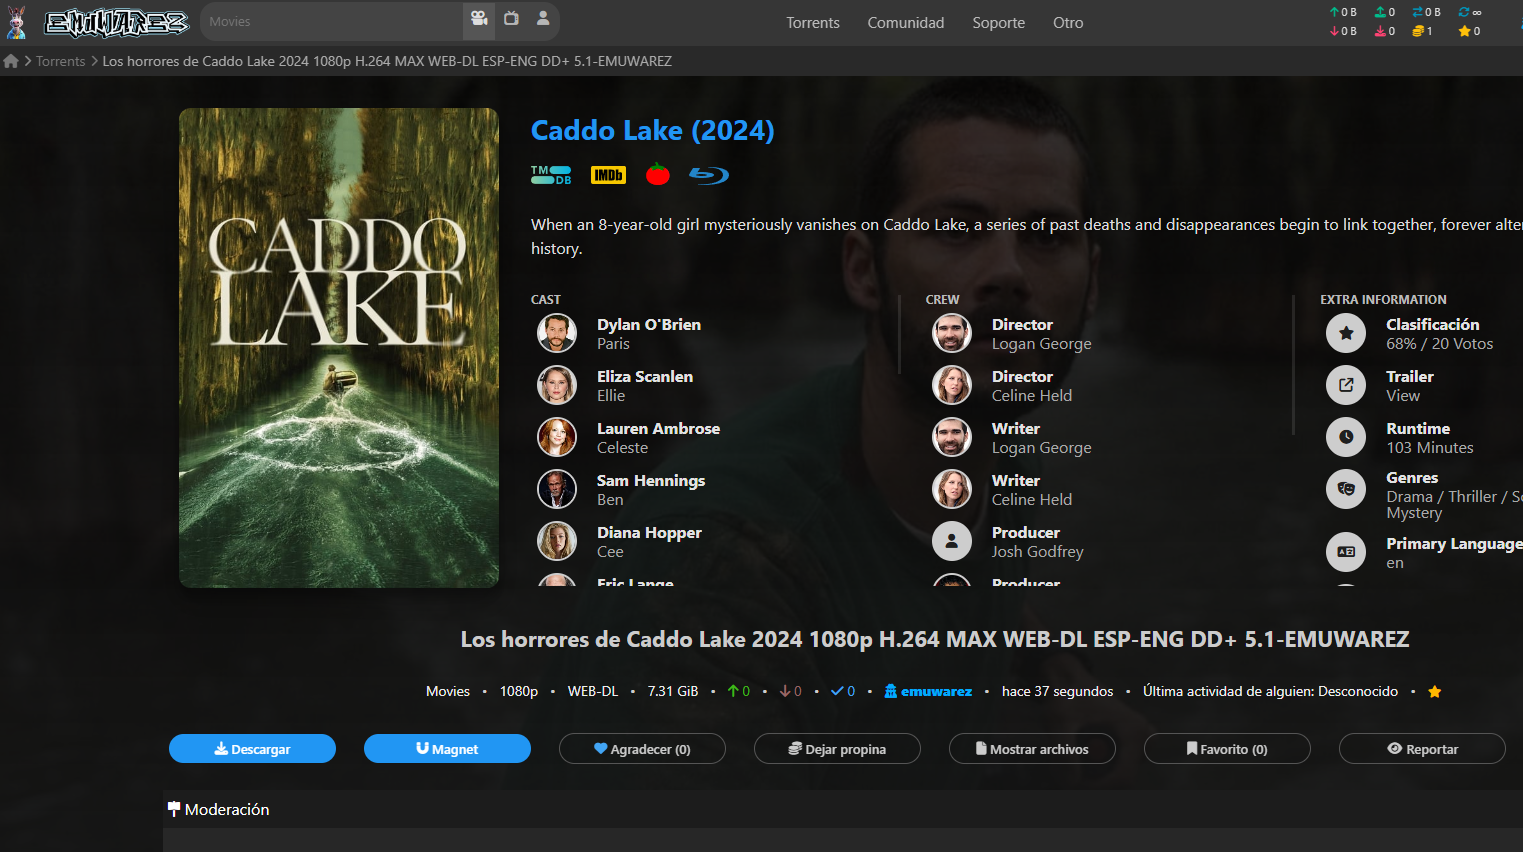 EMUWAREZ
Movies
Torrents
Comunidad
Soporte
Otro
0 B
0
0 B
∞
0 B
0
1
0
Torrents
Los horrores de Caddo Lake 2024 1080p H.264 MAX WEB-DL ESP-ENG DD+ 5.1-EMUWAREZ
CADDO
LAKE
Caddo Lake (2024)
TM
DB
IMDb
When an 8-year-old girl mysteriously vanishes on Caddo Lake, a series of past deaths and disappearances begin to link together, forever alte
history.
CAST
Dylan O'Brien
Paris
Eliza Scanlen
Ellie
Lauren Ambrose
Celeste
Sam Hennings
Ben
Diana Hopper
Cee
Eric Lange
CREW
Director
Logan George
Director
Celine Held
Writer
Logan George
Writer
Celine Held
Producer
Josh Godfrey
Producer
EXTRA INFORMATION
Clasificación
68% / 20 Votos
Trailer
View
Runtime
103 Minutes
Genres
Drama / Thriller / Sc
Mystery
Primary Language
en
Los horrores de Caddo Lake 2024 1080p H.264 MAX WEB-DL ESP-ENG DD+ 5.1-EMUWAREZ
Movies • 1080p • WEB-DL • 7.31 GiB • 0 • 0 • 0 • emuwarez • hace 37 segundos • Última actividad de alguien: Desconocido •
Descargar
Magnet
Agradecer (0)
Dejar propina
Mostrar archivos
Favorito (0)
Reportar
Moderación